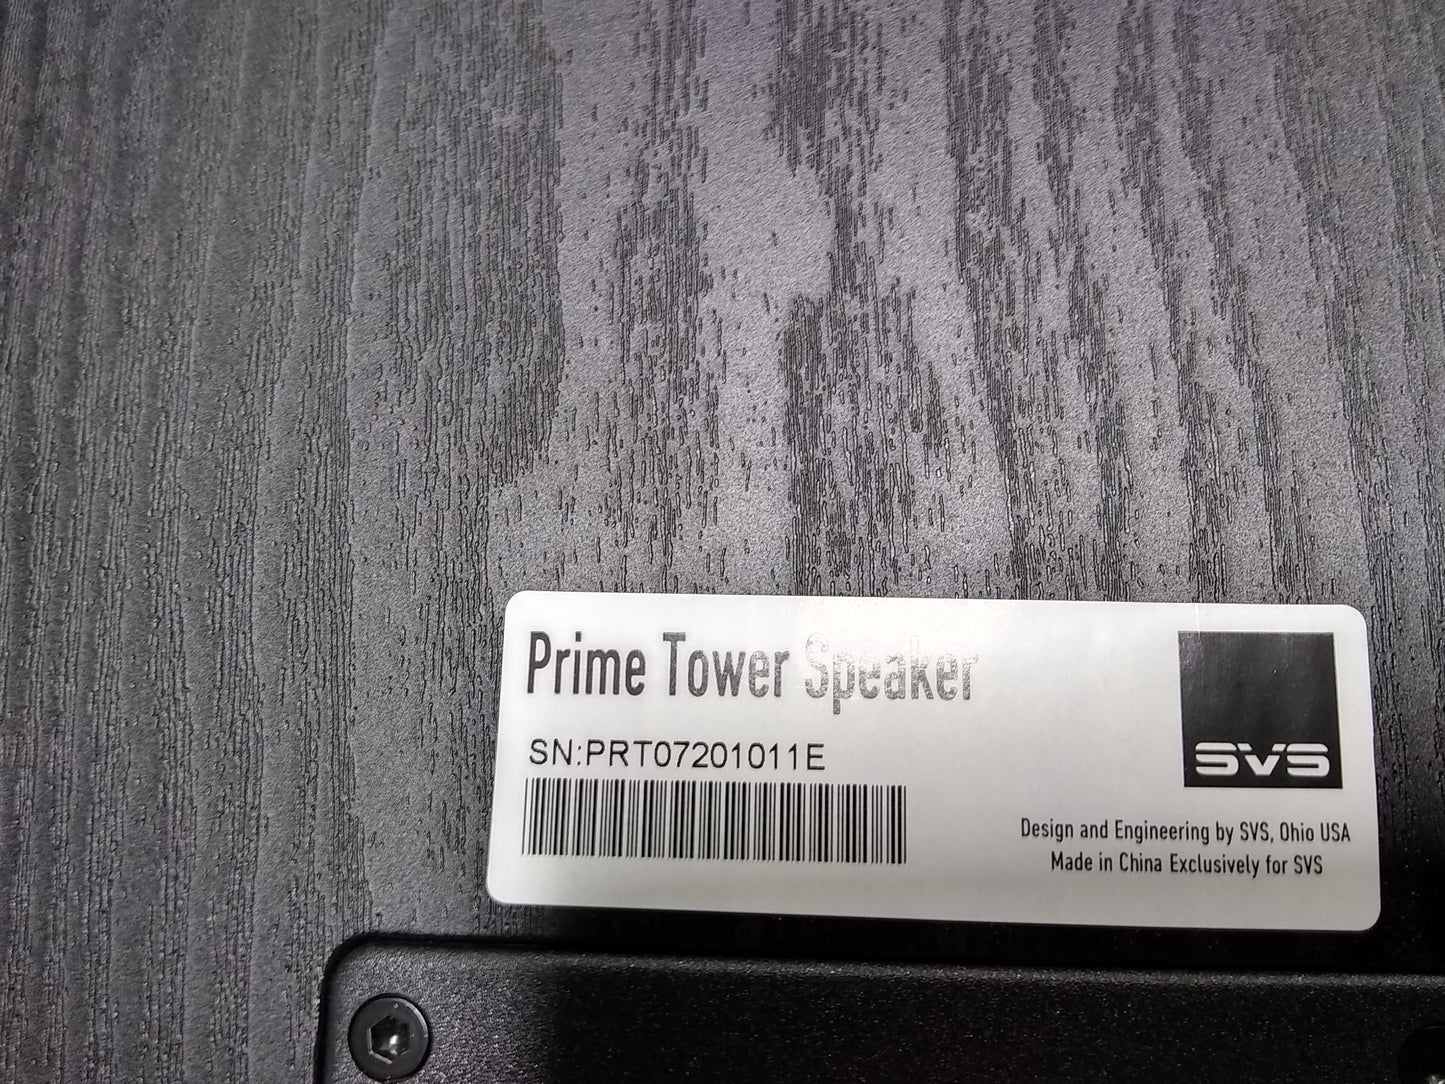 Prime Tower Speaker
SN:PRT07201011E
SVS
Design and Engineering by SVS, Ohio USA
Made in China Exclusively for SVS